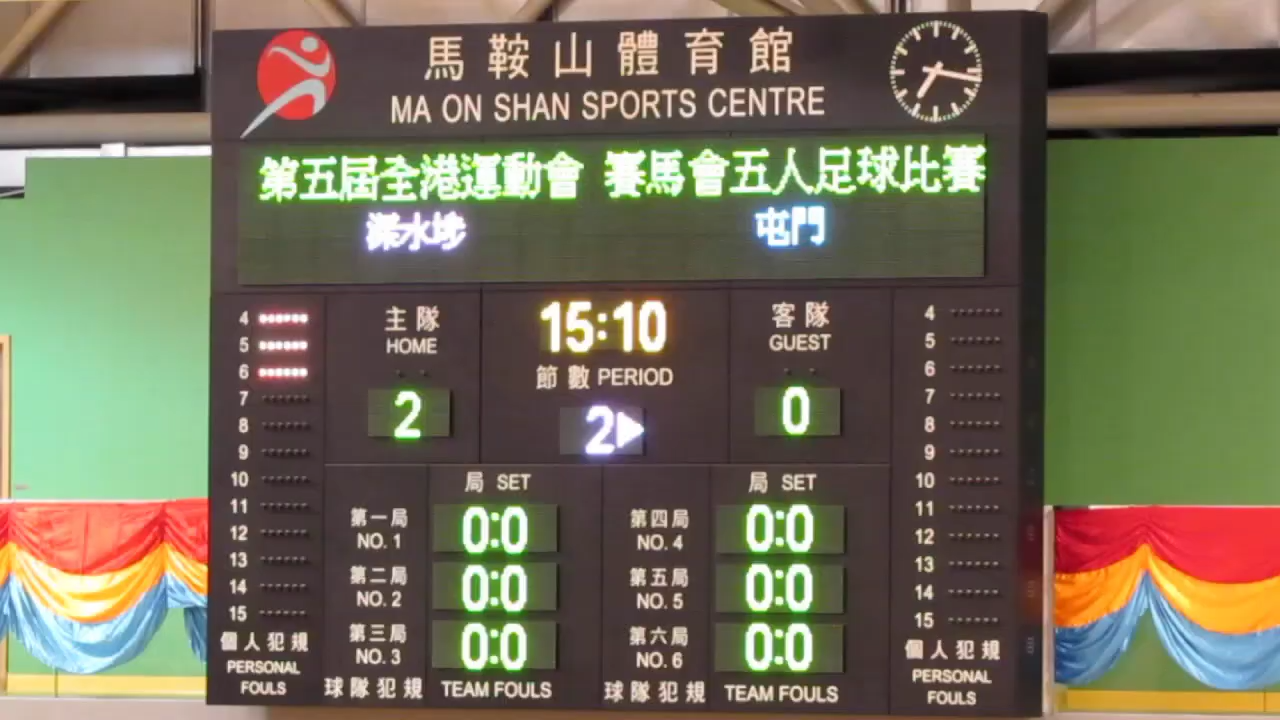 馬鞍山體育館
MA ON SHAN SPORTS CENTRE
第五屆全港運動會 賽馬會五人足球比賽
深水埗 屯門
主隊
HOME
2
15:10
節數 PERIOD
2▶
客隊
GUEST
0
4
5
6
7
8
9
10
11
12
13
14
15
個人犯規
PERSONAL
FOULS
局 SET
第一局
NO. 1
0:0
第二局
NO. 2
0:0
第三局
NO. 3
0:0
球隊犯規 TEAM FOULS
局 SET
第四局
NO. 4
0:0
第五局
NO. 5
0:0
第六局
NO. 6
0:0
球隊犯規 TEAM FOULS
4
5
6
7
8
9
10
11
12
13
14
15
個人犯規
PERSONAL
FOULS